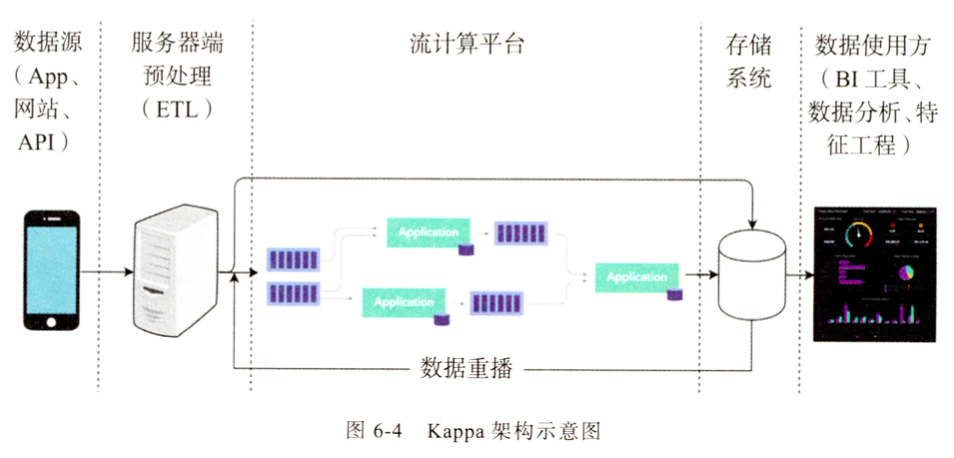 数据源
（App、
网站、
API）
服务器端
预处理
（ETL）
流计算平台
存储
系统
数据使用方
（BI 工具、
数据分析、特
征工程）
Application
Application
Application
数据重播
图 6-4 Kappa 架构示意图